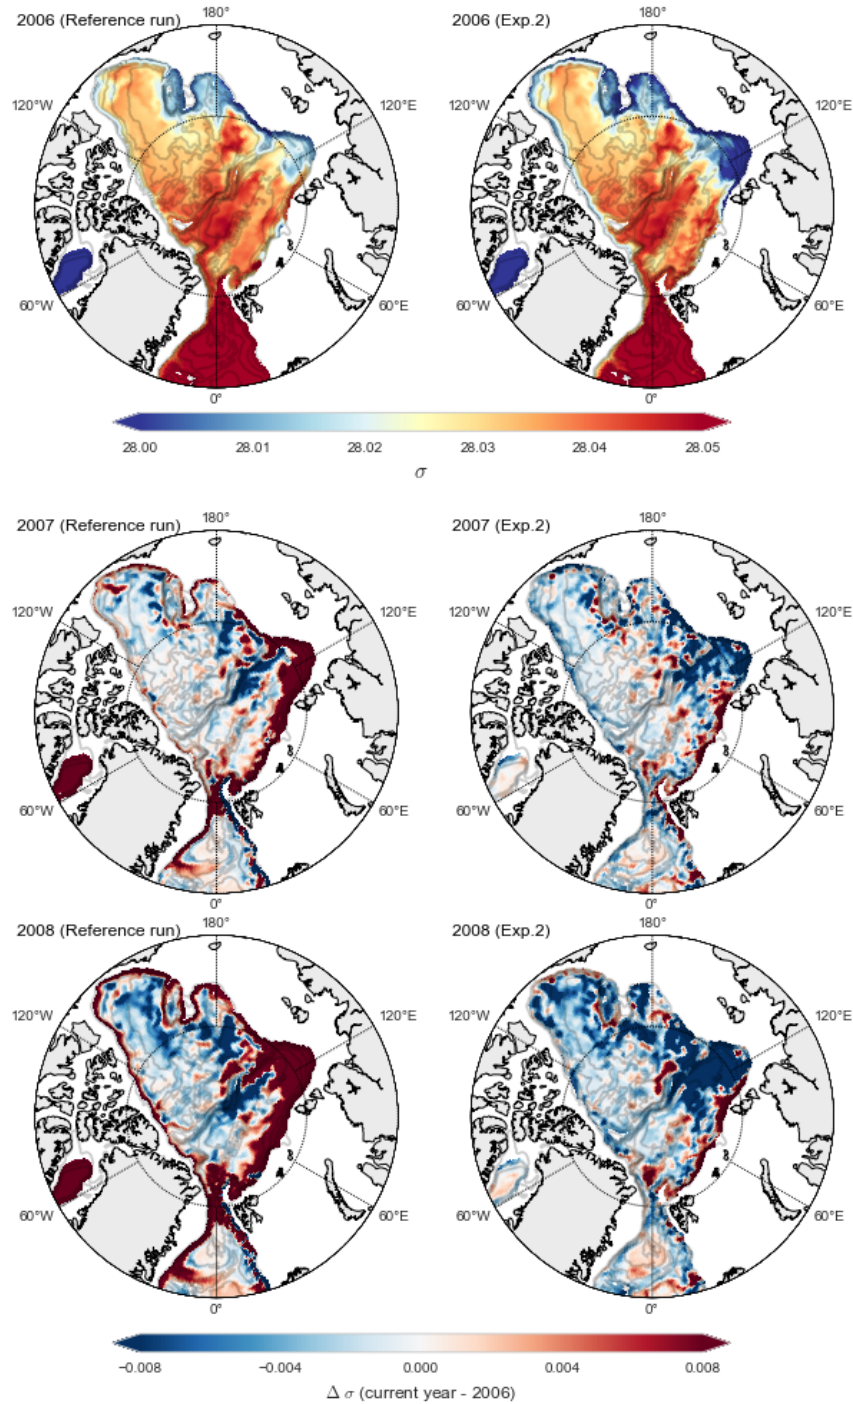 2006 (Reference run)
180°
2006 (Exp.2)
180°
120°W
120°E
120°W
120°E
60°W
60°E
60°W
60°E
0°
0°
28.00
28.01
28.02
28.03
28.04
28.05
σ
2007 (Reference run)
180°
2007 (Exp.2)
180°
120°W
120°E
120°W
120°E
60°W
60°E
60°W
60°E
0°
0°
2008 (Reference run)
180°
2008 (Exp.2)
180°
120°W
120°E
120°W
120°E
60°W
60°E
60°W
60°E
0°
0°
−0.008
−0.004
0.000
0.004
0.008
Δ σ (current year - 2006)